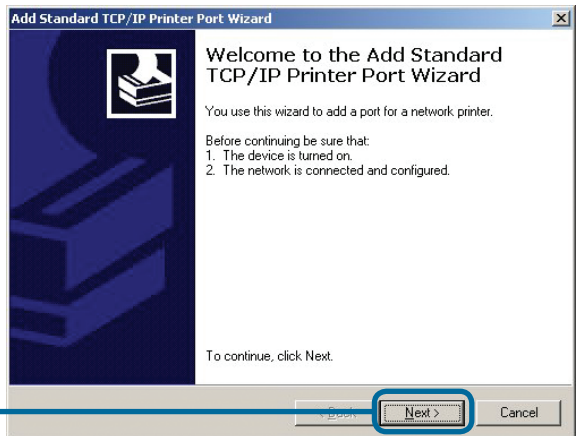 Add Standard TCP/IP Printer Port Wizard
Welcome to the Add Standard
TCP/IP Printer Port Wizard
You use this wizard to add a port for a network printer.
Before continuing be sure that:
1. The device is turned on.
2. The network is connected and configured.
To continue, click Next.
< Back
Next >
Cancel